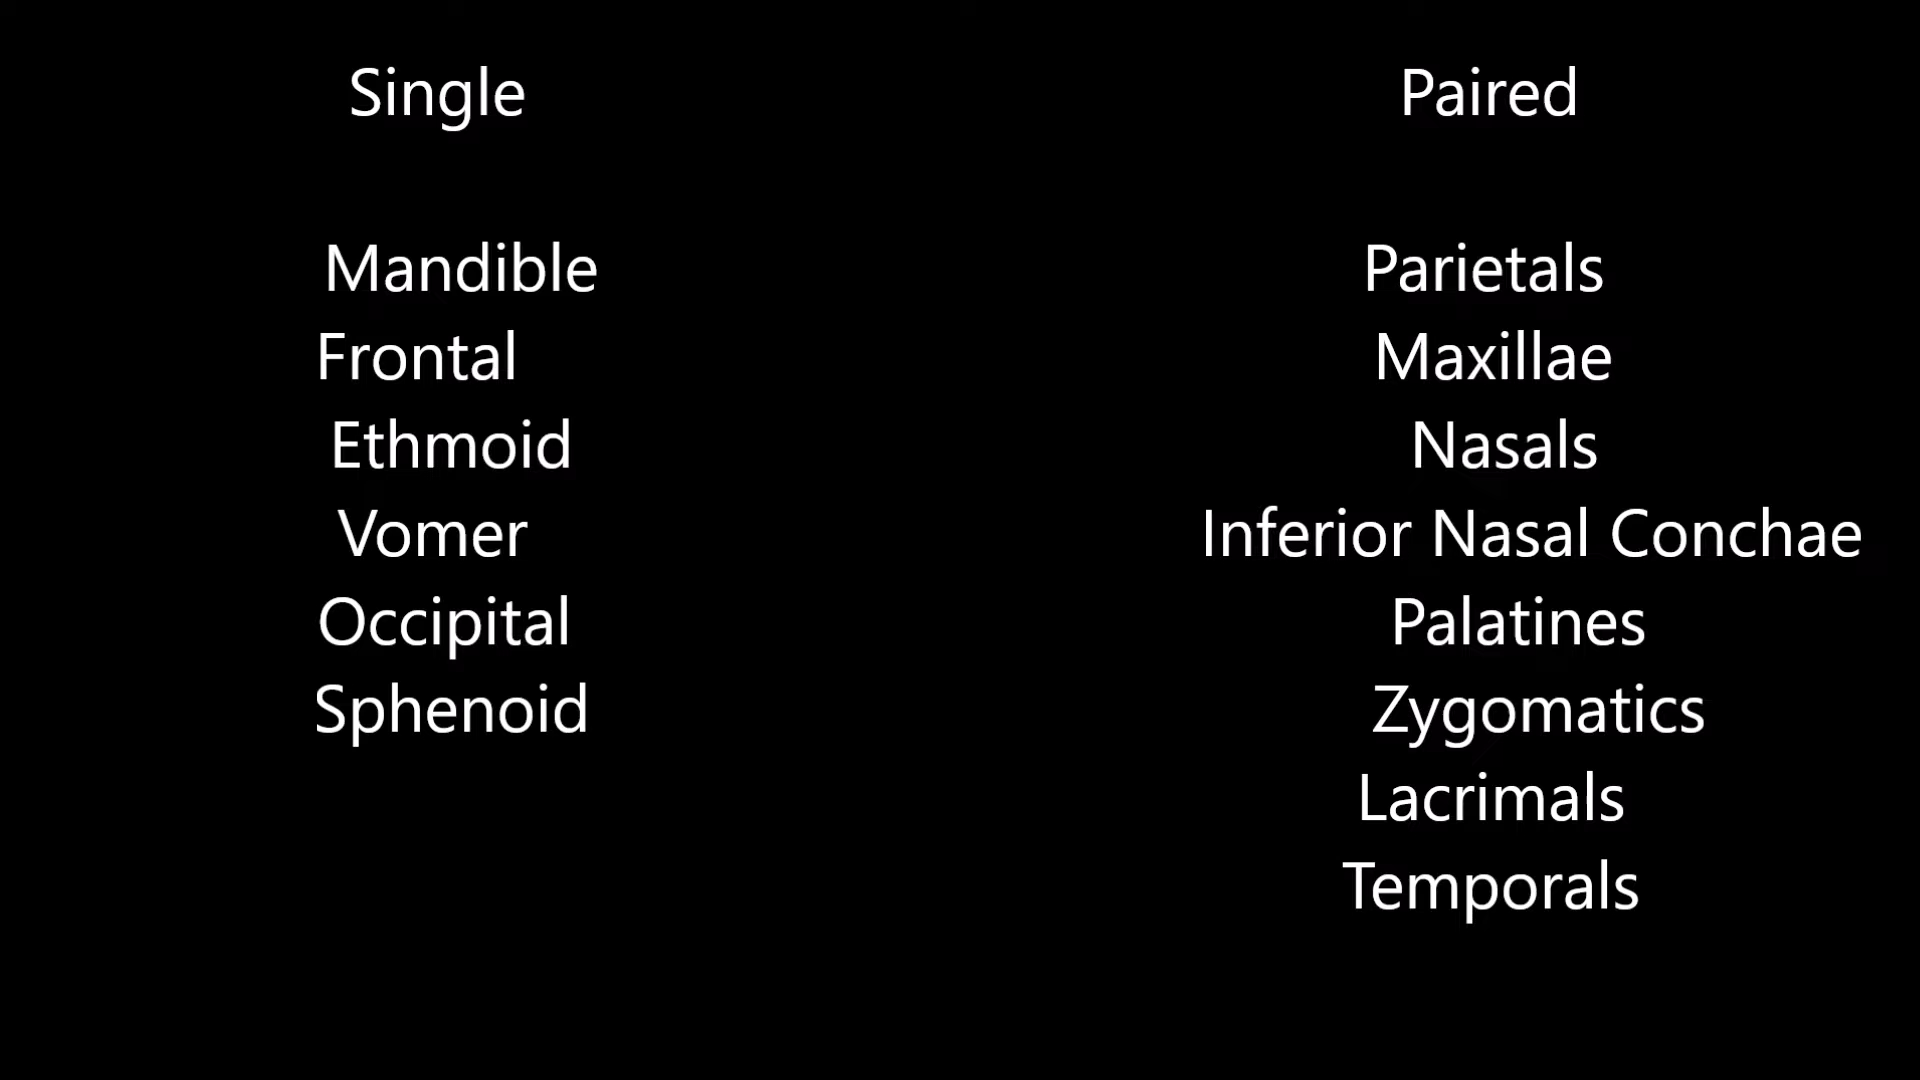 Single
Paired
Mandible
Frontal
Ethmoid
Vomer
Occipital
Sphenoid
Parietals
Maxillae
Nasals
Inferior Nasal Conchae
Palatines
Zygomatics
Lacrimals
Temporals